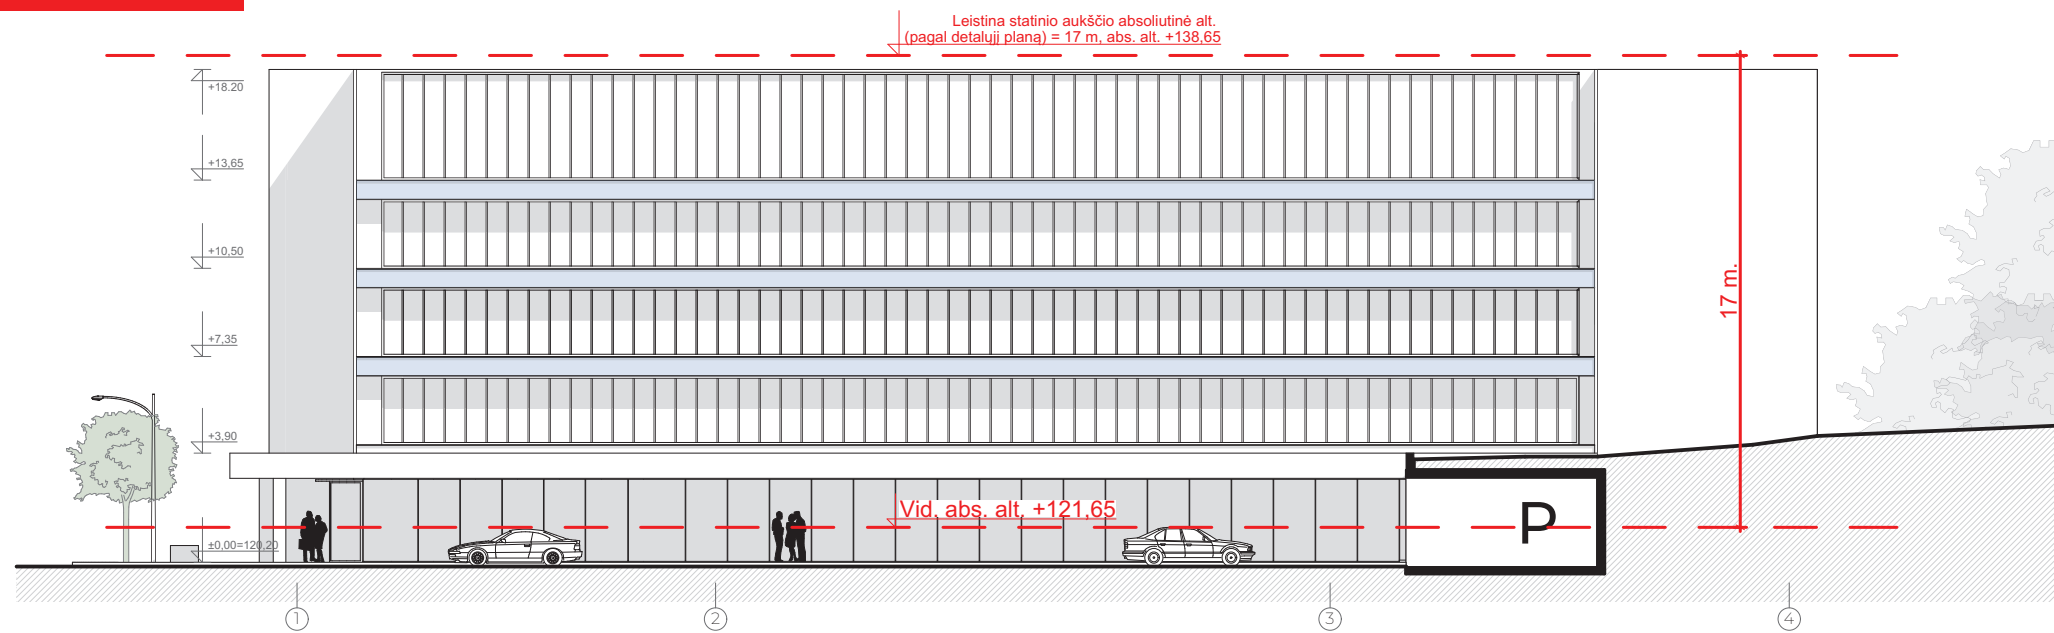 Leistina statinio aukščio absoliutinė alt.
(pagal detalųjį planą) = 17 m, abs. alt. +138,65
+18.20
+13,65
+10,50
+7,35
+3,90
±0,00=120,20
17 m.
Vid. abs. alt. +121,65
P
1
2
3
4